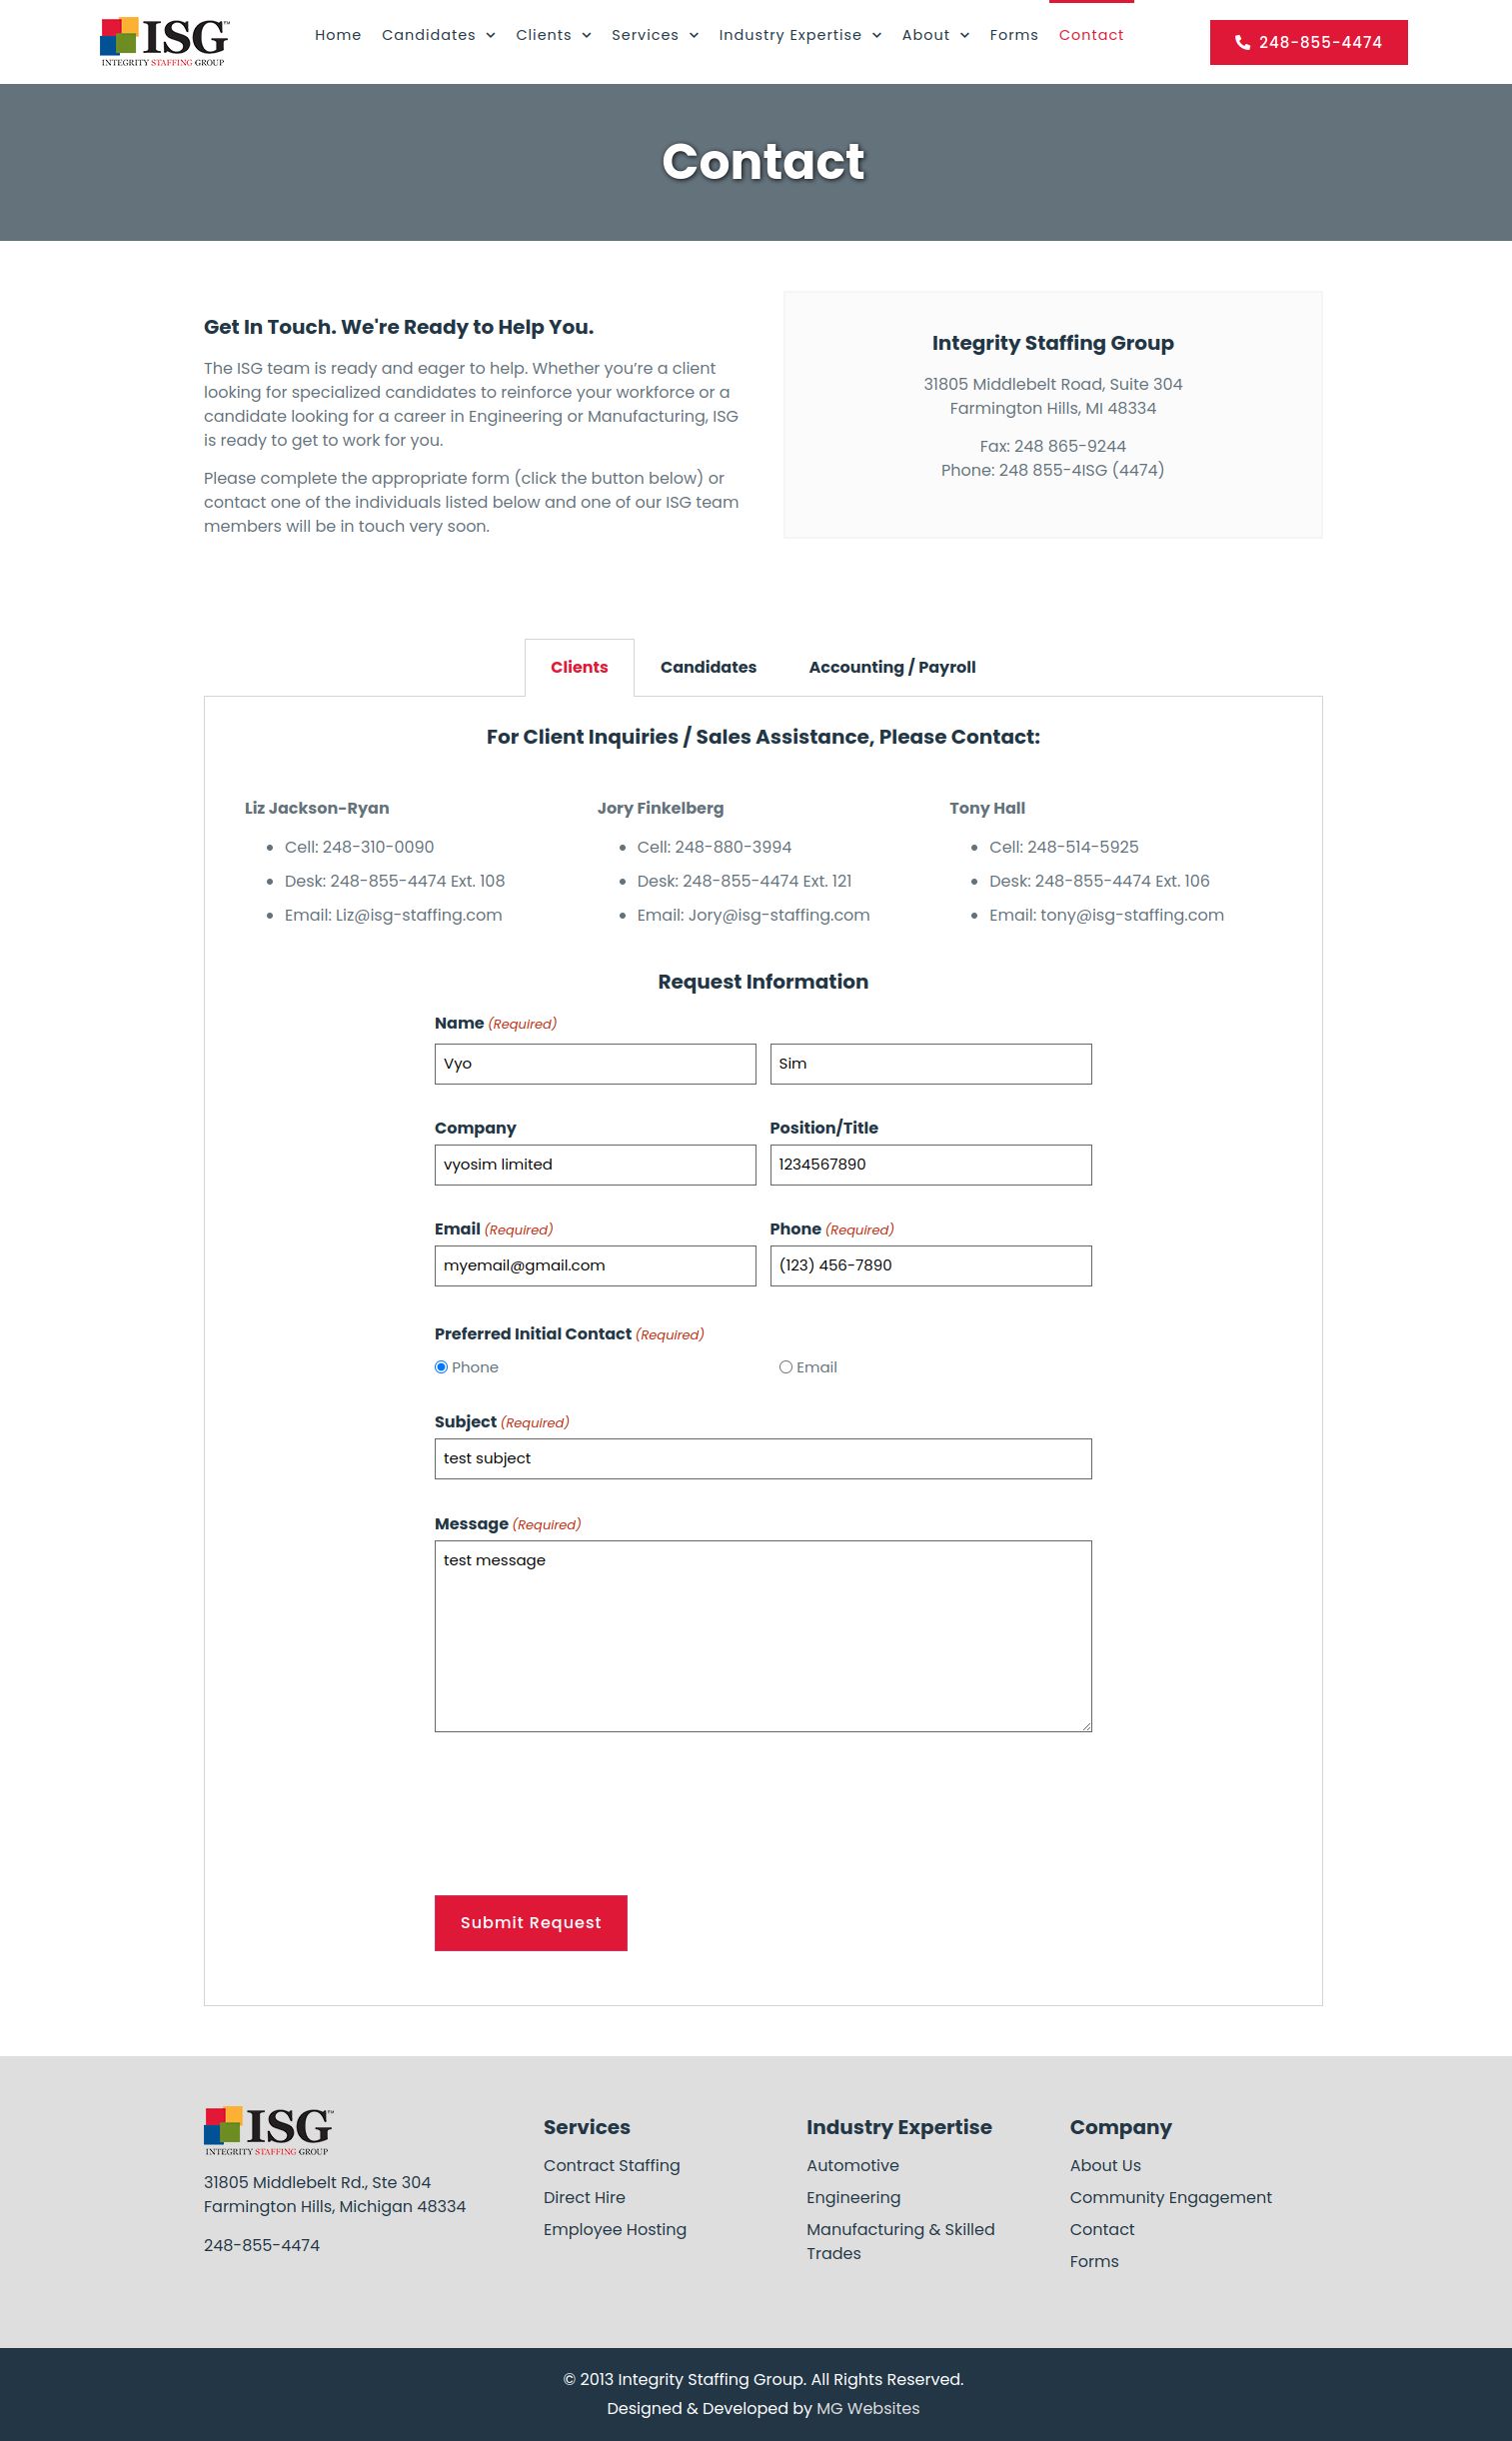 ISG™
INTEGRITY STAFFING GROUP
Home Candidates Clients Services Industry Expertise About Forms Contact
248-855-4474
Contact
Get In Touch. We're Ready to Help You.
The ISG team is ready and eager to help. Whether you’re a client
looking for specialized candidates to reinforce your workforce or a
candidate looking for a career in Engineering or Manufacturing, ISG
is ready to get to work for you.
Please complete the appropriate form (click the button below) or
contact one of the individuals listed below and one of our ISG team
members will be in touch very soon.
Integrity Staffing Group
31805 Middlebelt Road, Suite 304
Farmington Hills, MI 48334
Fax: 248 865-9244
Phone: 248 855-4ISG (4474)
Clients Candidates Accounting / Payroll
For Client Inquiries / Sales Assistance, Please Contact:
Liz Jackson-Ryan
Cell: 248-310-0090
Desk: 248-855-4474 Ext. 108
Email: Liz@isg-staffing.com
Jory Finkelberg
Cell: 248-880-3994
Desk: 248-855-4474 Ext. 121
Email: Jory@isg-staffing.com
Tony Hall
Cell: 248-514-5925
Desk: 248-855-4474 Ext. 106
Email: tony@isg-staffing.com
Request Information
Name (Required)
Vyo Sim
Company Position/Title
vyosim limited 1234567890
Email (Required) Phone (Required)
myemail@gmail.com (123) 456-7890
Preferred Initial Contact (Required)
Phone Email
Subject (Required)
test subject
Message (Required)
test message
Submit Request
ISG™
INTEGRITY STAFFING GROUP
31805 Middlebelt Rd., Ste 304
Farmington Hills, Michigan 48334
248-855-4474
Services
Contract Staffing
Direct Hire
Employee Hosting
Industry Expertise
Automotive
Engineering
Manufacturing & Skilled
Trades
Company
About Us
Community Engagement
Contact
Forms
© 2013 Integrity Staffing Group. All Rights Reserved.
Designed & Developed by MG Websites